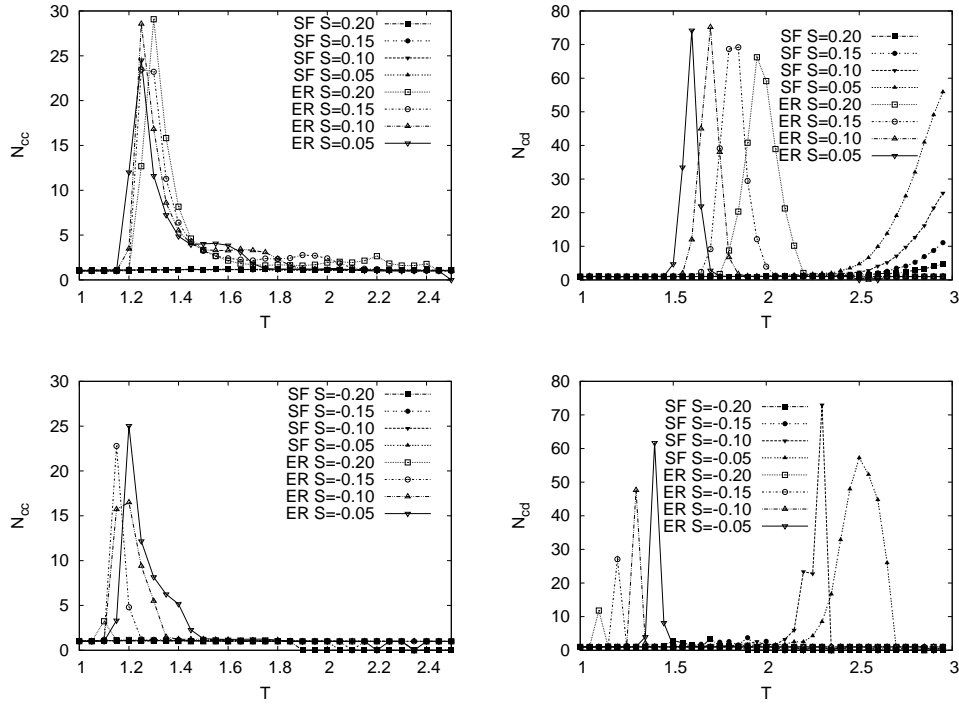 30
25
20
15
10
5
0
N_cc
SF S=0.20
SF S=0.15
SF S=0.10
SF S=0.05
ER S=0.20
ER S=0.15
ER S=0.10
ER S=0.05
1 1.2 1.4 1.6 1.8 2 2.2 2.4
T
80
70
60
50
40
30
20
10
0
N_cd
SF S=0.20
SF S=0.15
SF S=0.10
SF S=0.05
ER S=0.20
ER S=0.15
ER S=0.10
ER S=0.05
1 1.5 2 2.5 3
T
30
25
20
15
10
5
0
N_cc
SF S=-0.20
SF S=-0.15
SF S=-0.10
SF S=-0.05
ER S=-0.20
ER S=-0.15
ER S=-0.10
ER S=-0.05
1 1.2 1.4 1.6 1.8 2 2.2 2.4
T
80
70
60
50
40
30
20
10
0
N_cd
SF S=-0.20
SF S=-0.15
SF S=-0.10
SF S=-0.05
ER S=-0.20
ER S=-0.15
ER S=-0.10
ER S=-0.05
1 1.5 2 2.5 3
T